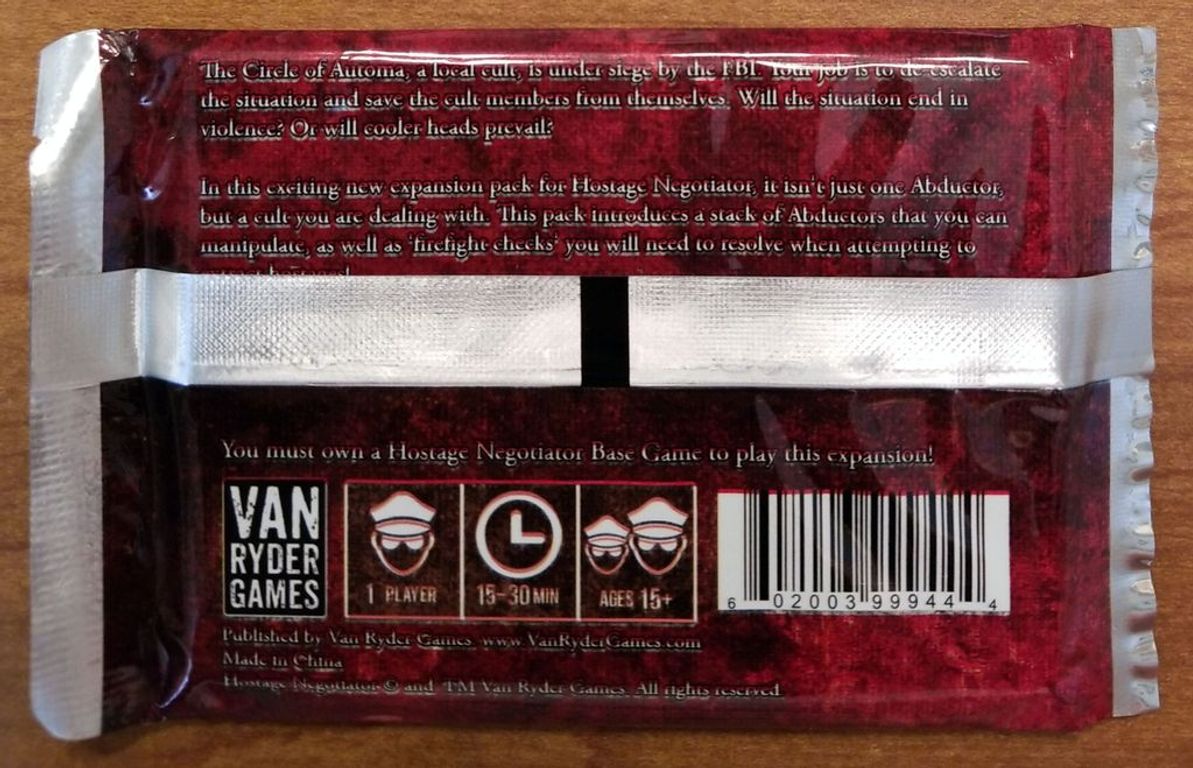 The Circle of Automa, a local cult, is under siege by the FBI. Your job is to de-escalate
the situation and save the cult members from themselves. Will the situation end in
violence? Or will cooler heads prevail?
In this exciting new expansion pack for Hostage Negotiator, it isn't just one Abductor,
but a cult you are dealing with. This pack introduces a stack of Abductors that you can
manipulate, as well as 'firefight checks' you will need to resolve when attempting to
You must own a Hostage Negotiator Base Game to play this expansion!
VAN
RYDER
GAMES
1 PLAYER
15-30 MIN
AGES 15+
6 02003 99944 4
Published by Van Ryder Games. www.VanRyderGames.com
Made in China
Hostage Negotiator © and TM Van Ryder Games. All rights reserved.